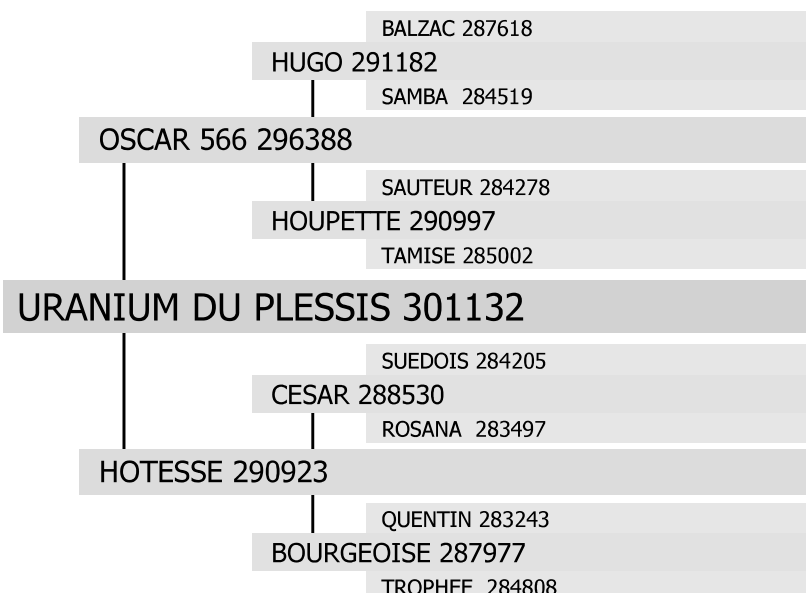 BALZAC 287618
HUGO 291182
SAMBA  284519
OSCAR 566 296388
SAUTEUR 284278
HOUPETTE 290997
TAMISE 285002
URANIUM DU PLESSIS 301132
SUEDOIS 284205
CESAR 288530
ROSANA  283497
HOTESSE 290923
QUENTIN 283243
BOURGEOISE 287977
TROPHEE  284808